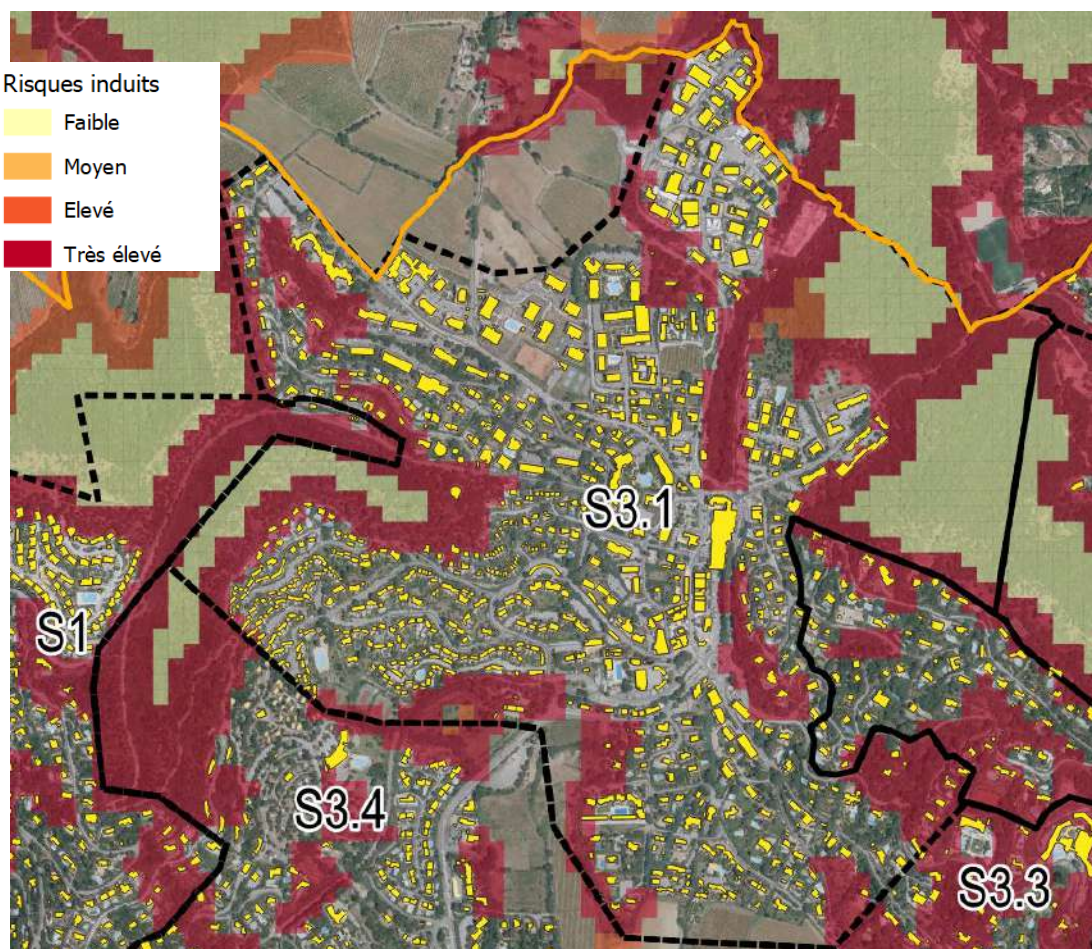 Risques induits
Faible
Moyen
Elevé
Très élevé
S3.1
S1
S3.4
S3.3